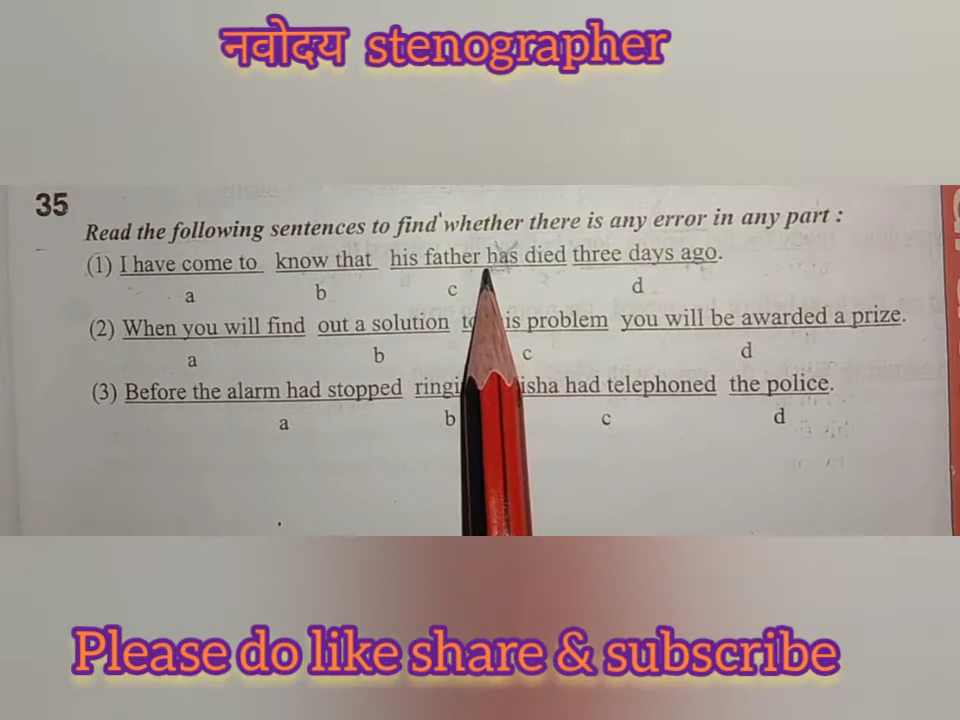 नवोदय stenographer
35
Read the following sentences to find whether there is any error in any part :
(1) I have come to know that his father has died three days ago.
a b c d
(2) When you will find out a solution is problem you will be awarded a prize.
a b c d
(3) Before the alarm had stopped had telephoned the police.
a b c d
Please do like share & subscribe